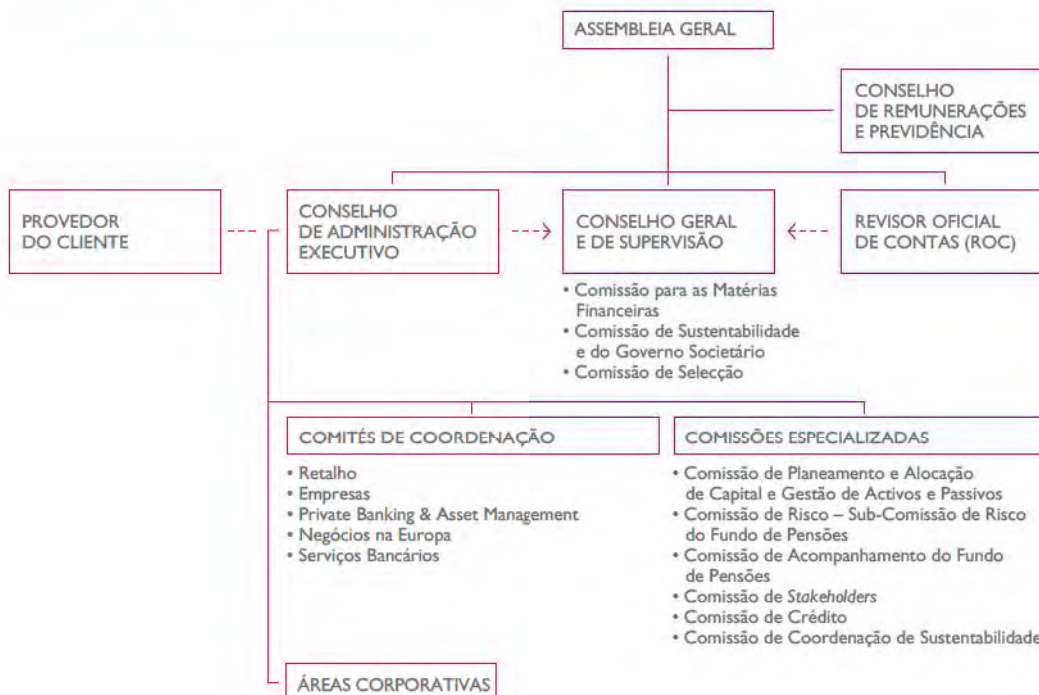 ASSEMBLEIA GERAL
CONSELHO
DE REMUNERAÇÕES
E PREVIDÊNCIA
PROVEDOR
DO CLIENTE
CONSELHO
DE ADMINISTRAÇÃO
EXECUTIVO
CONSELHO GERAL
E DE SUPERVISÃO
REVISOR OFICIAL
DE CONTAS (ROC)
• Comissão para as Matérias
Financeiras
• Comissão de Sustentabilidade
e do Governo Societário
• Comissão de Selecção
COMITÉS DE COORDENAÇÃO
• Retalho
• Empresas
• Private Banking & Asset Management
• Negócios na Europa
• Serviços Bancários
COMISSÕES ESPECIALIZADAS
• Comissão de Planeamento e Alocação
de Capital e Gestão de Activos e Passivos
• Comissão de Risco – Sub-Comissão de Risco
do Fundo de Pensões
• Comissão de Acompanhamento do Fundo
de Pensões
• Comissão de Stakeholders
• Comissão de Crédito
• Comissão de Coordenação de Sustentabilidade
ÁREAS CORPORATIVAS